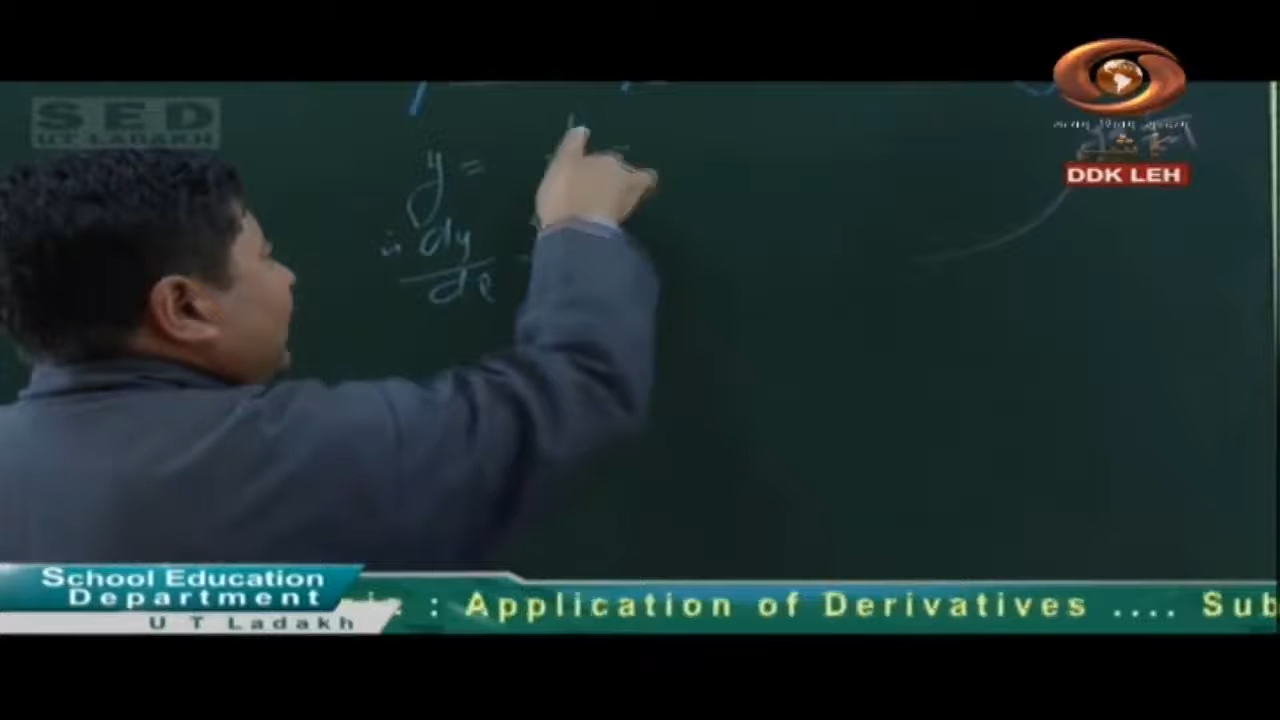 SED
UT LADAKH
DDK LEH
y =
∴ dy
dx
School Education
Department
U T Ladakh
: Application of Derivatives .... Sub